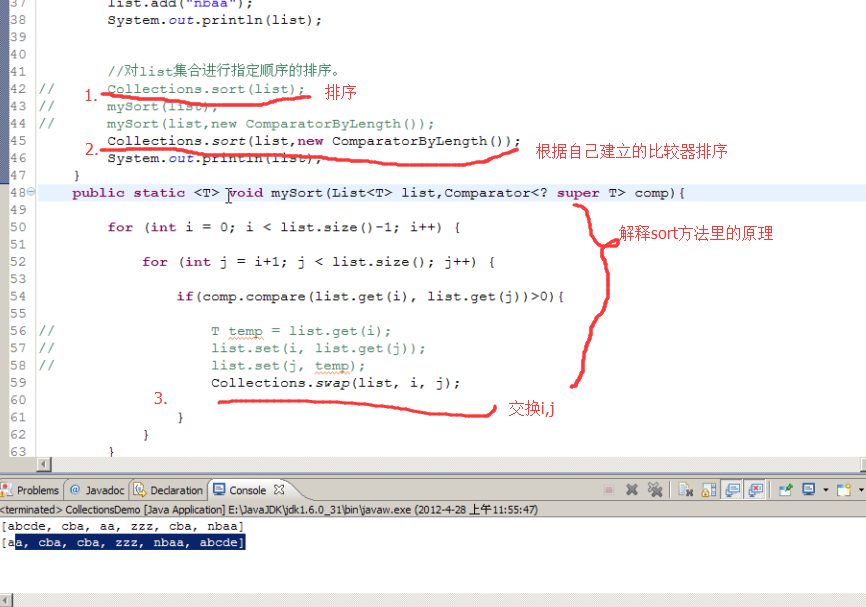 37 list.add("nbaa");
38 System.out.println(list);
39
40
41 //对list集合进行指定顺序的排序。
42 // 1. Collections.sort(list); 排序
43 // mySort(list);
44 // mySort(list,new ComparatorByLength());
45 2. Collections.sort(list,new ComparatorByLength()); 根据自己建立的比较器排序
46 System.out.println(list);
47 }
48 public static <T> void mySort(List<T> list,Comparator<? super T> comp){
49
50 for (int i = 0; i < list.size()-1; i++) { 解释sort方法里的原理
51
52 for (int j = i+1; j < list.size(); j++) {
53
54 if(comp.compare(list.get(i), list.get(j))>0){
55
56 // T temp = list.get(i);
57 // list.set(i, list.get(j));
58 // list.set(j, temp);
59 Collections.swap(list, i, j);
60 3. 交换i,j
61 }
62 }
63 }
Problems @ Javadoc Declaration Console
<terminated> CollectionsDemo [Java Application] E:\JavaJDK\jdk1.6.0_31\bin\javaw.exe (2012-4-28 上午11:55:47)
[abcde, cba, aa, zzz, cba, nbaa]
[aa, cba, cba, zzz, nbaa, abcde]